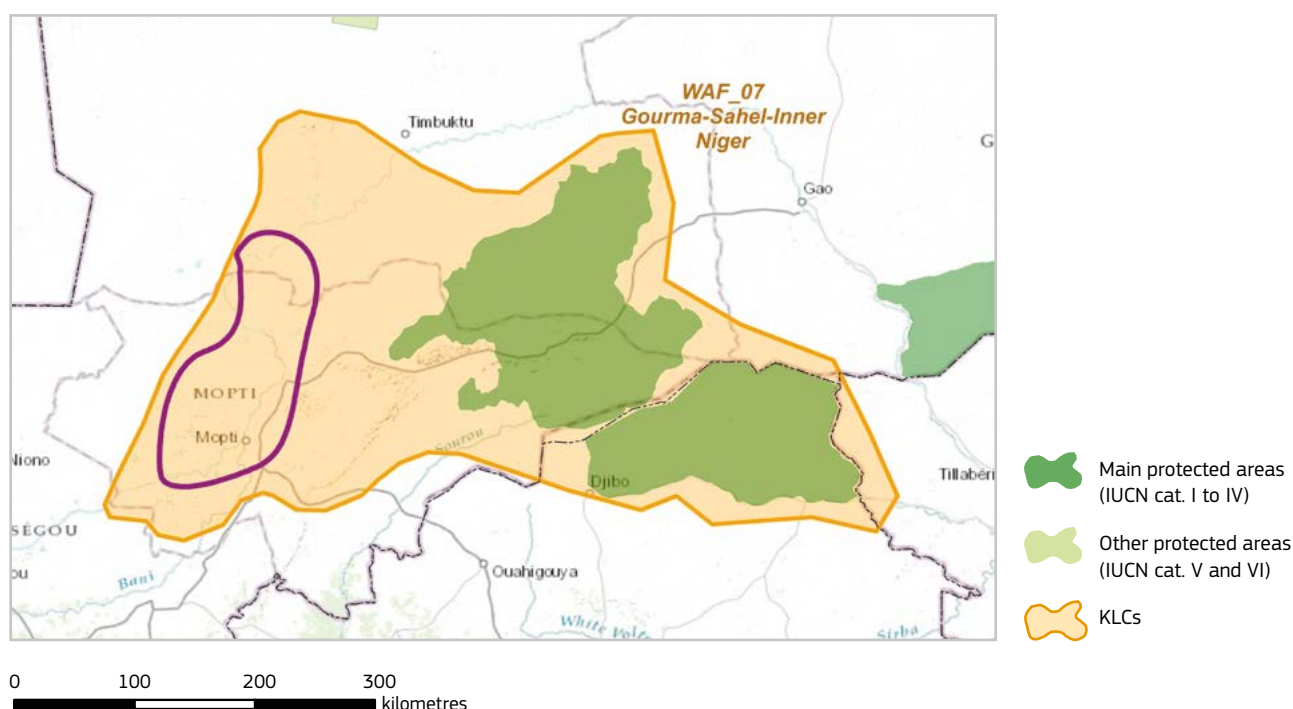 WAF_07
Gourma-Sahel-Inner
Niger
Timbuktu
G
Gao
MOPTI
Mopti
Niono
Sourou
Djibo
Tillabéri
SÉGOU
ou
Bani
Ouahigouya
White Volta
Sirba
Main protected areas
(IUCN cat. I to IV)
Other protected areas
(IUCN cat. V and VI)
KLCs
0 100 200 300
kilometres